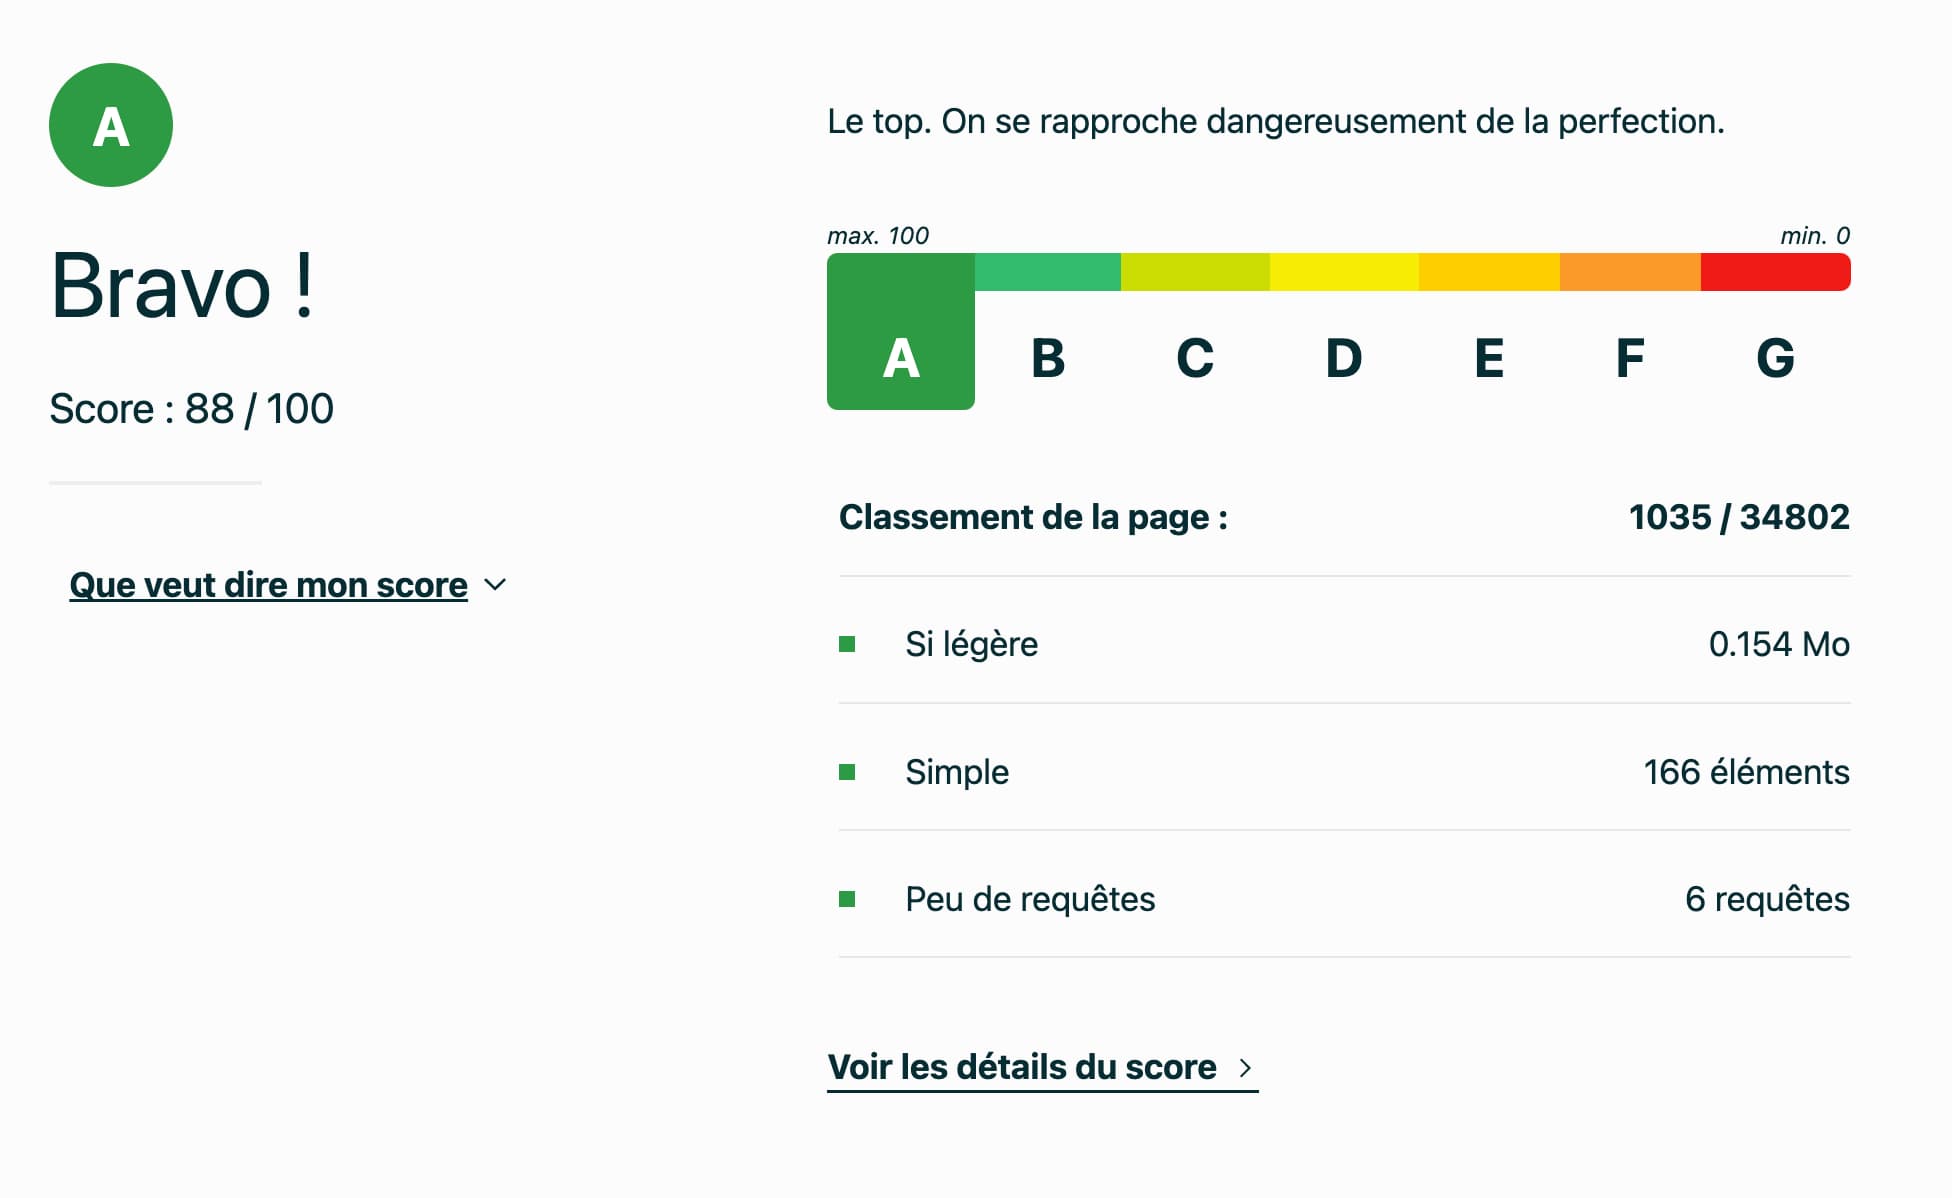 A
Bravo !
Score : 88 / 100
Que veut dire mon score
Le top. On se rapproche dangereusement de la perfection.
max. 100 min. 0
A B C D E F G
Classement de la page : 1035 / 34802
Si légère 0.154 Mo
Simple 166 éléments
Peu de requêtes 6 requêtes
Voir les détails du score